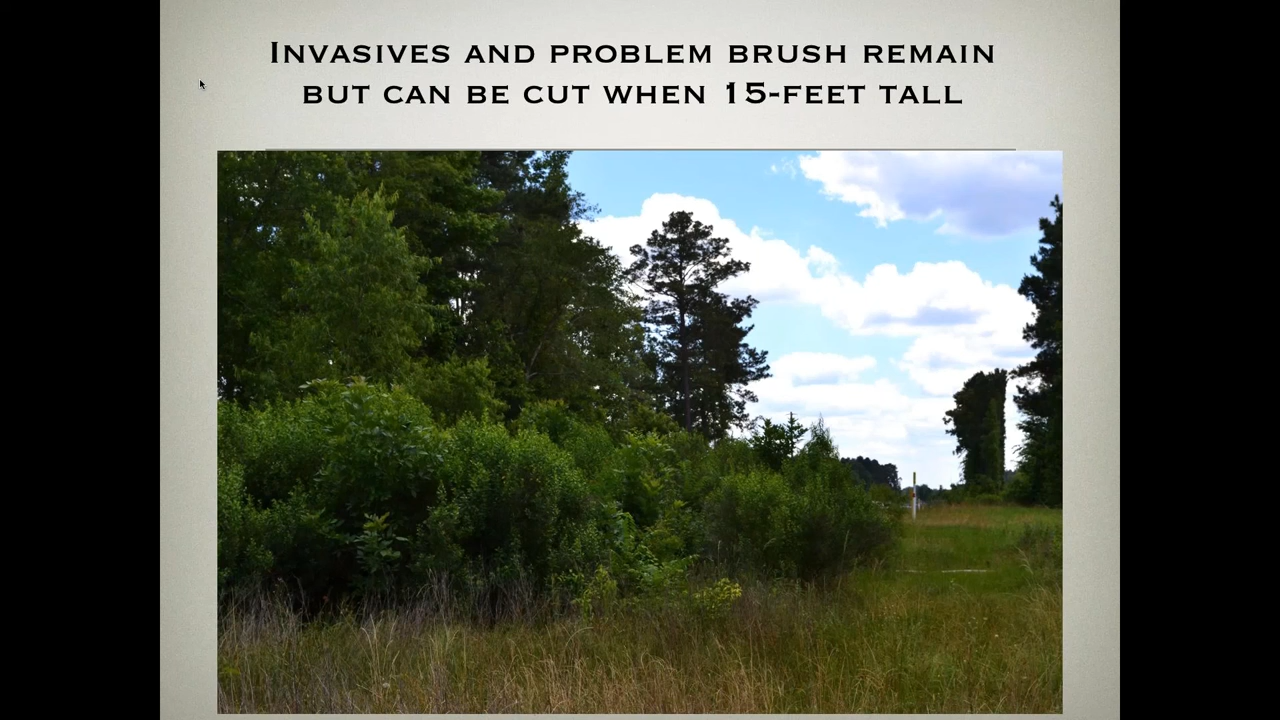 Invasives and problem brush remain
but can be cut when 15-feet tall